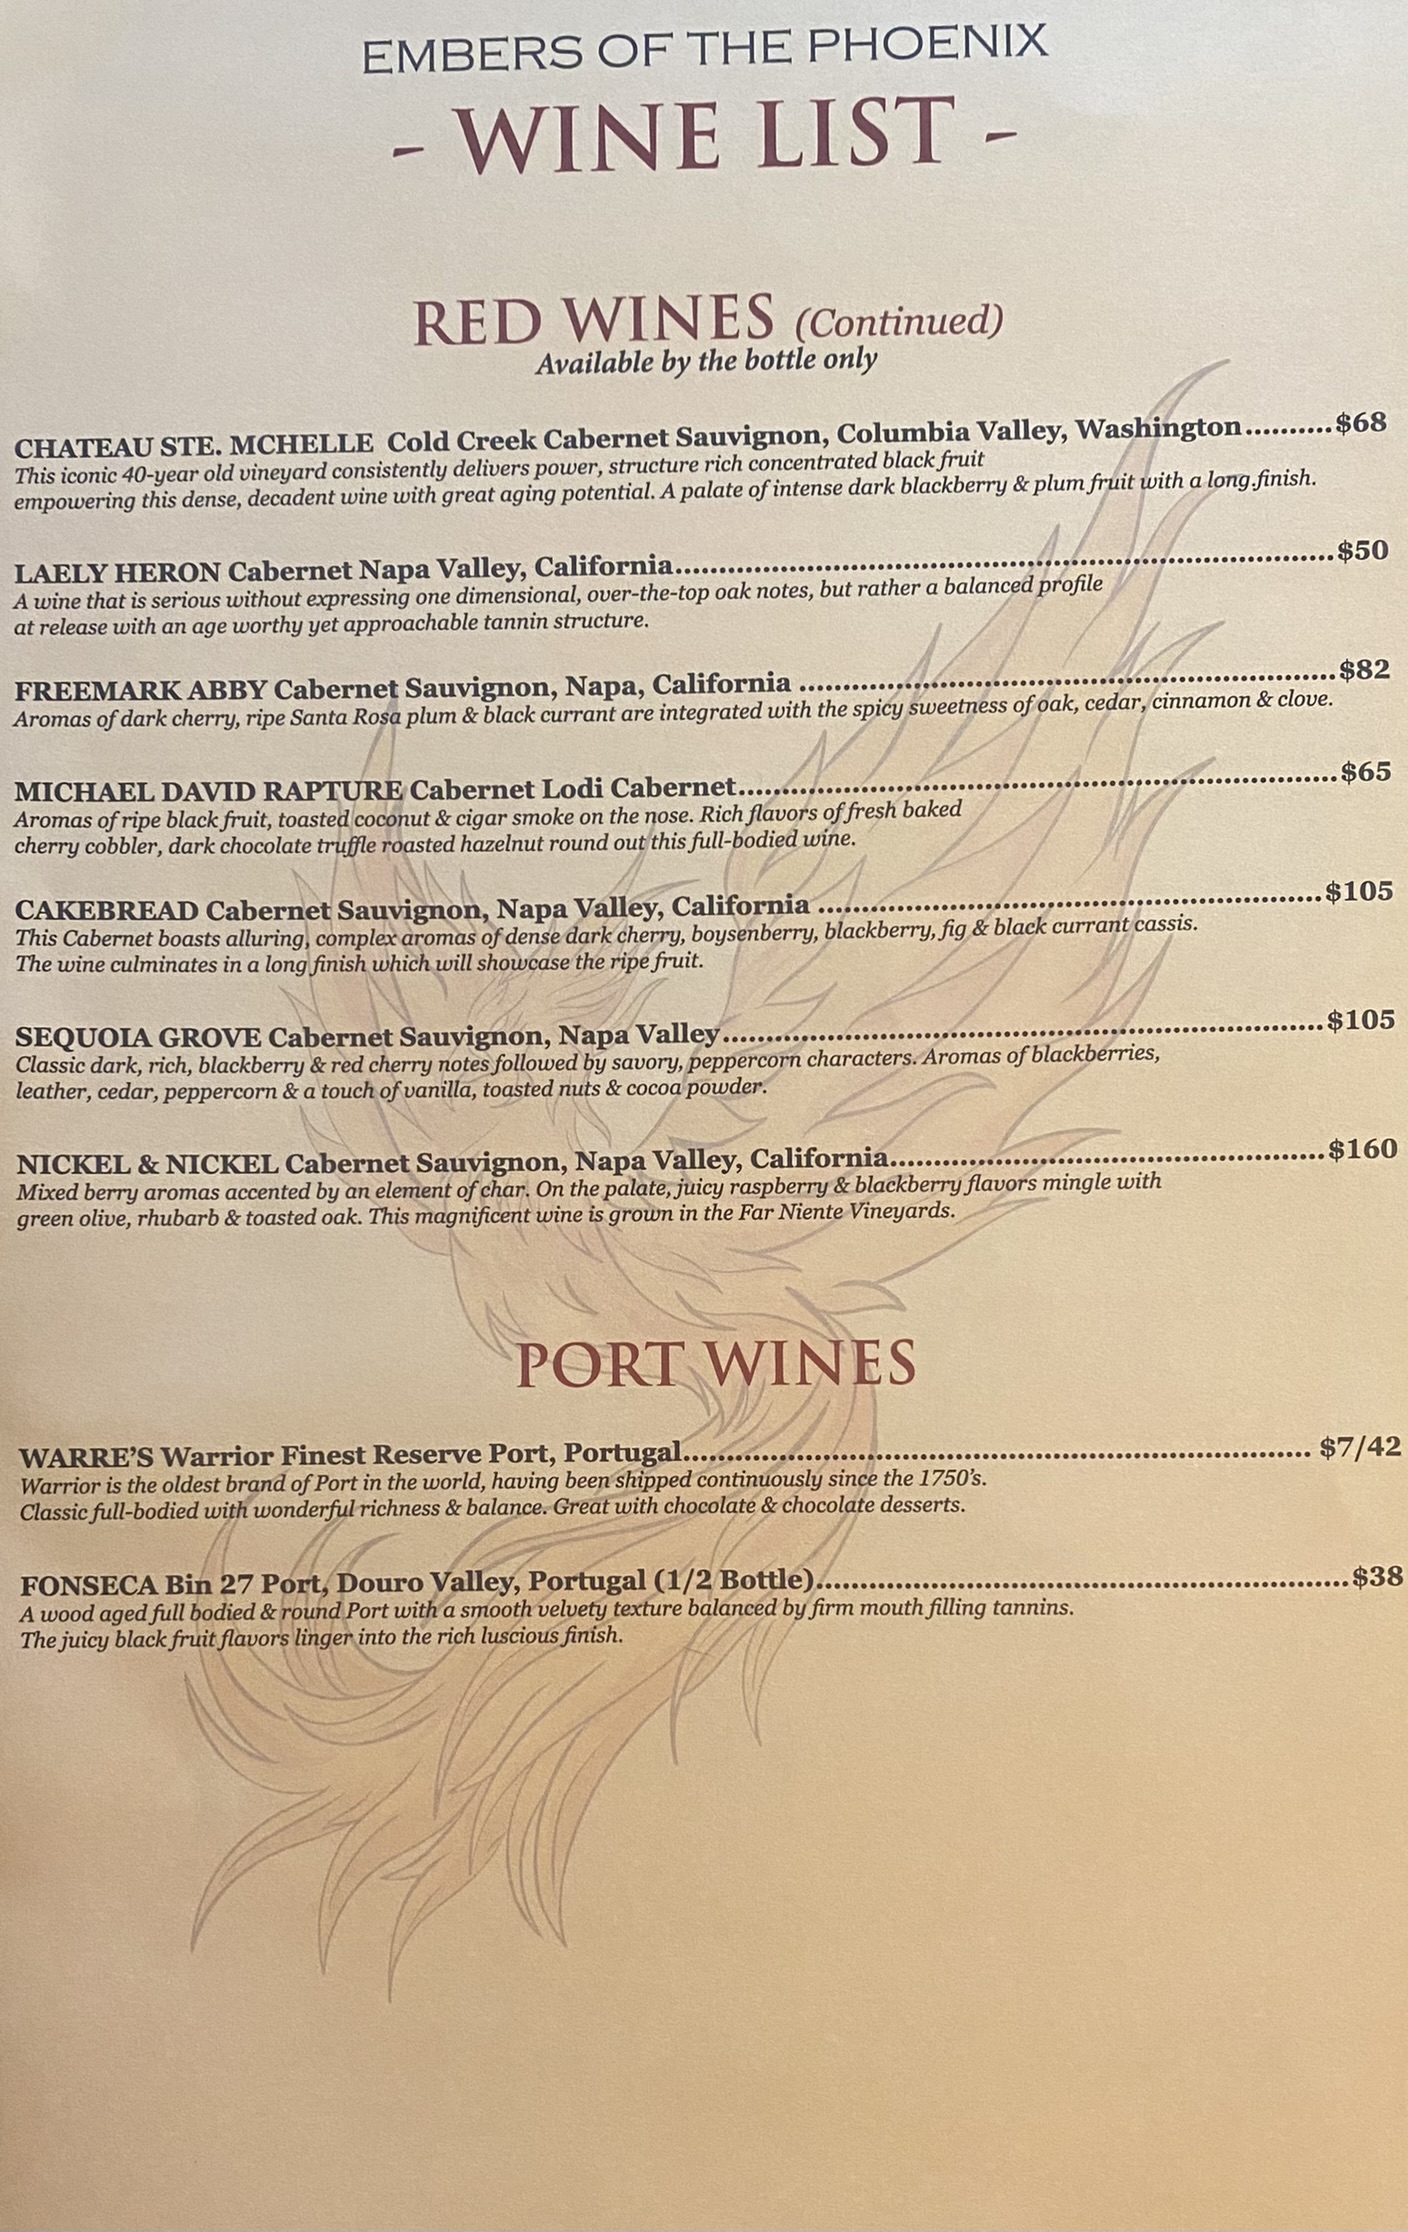 EMBERS OF THE PHOENIX
- WINE LIST -
RED WINES (Continued)
Available by the bottle only
CHATEAU STE. MCHELLE Cold Creek Cabernet Sauvignon, Columbia Valley, Washington..........$68
This iconic 40-year old vineyard consistently delivers power, structure rich concentrated black fruit
empowering this dense, decadent wine with great aging potential. A palate of intense dark blackberry & plum fruit with a long.finish.
LAELY HERON Cabernet Napa Valley, California..........................................................................$50
A wine that is serious without expressing one dimensional, over-the-top oak notes, but rather a balanced profile
at release with an age worthy yet approachable tannin structure.
FREEMARK ABBY Cabernet Sauvignon, Napa, California ............................................................$82
Aromas of dark cherry, ripe Santa Rosa plum & black currant are integrated with the spicy sweetness of oak, cedar, cinnamon & clove.
MICHAEL DAVID RAPTURE Cabernet Lodi Cabernet...................................................................$65
Aromas of ripe black fruit, toasted coconut & cigar smoke on the nose. Rich flavors of fresh baked
cherry cobbler, dark chocolate truffle roasted hazelnut round out this full-bodied wine.
CAKEBREAD Cabernet Sauvignon, Napa Valley, California .........................................................$105
This Cabernet boasts alluring, complex aromas of dense dark cherry, boysenberry, blackberry, fig & black currant cassis.
The wine culminates in a long finish which will showcase the ripe fruit.
SEQUOIA GROVE Cabernet Sauvignon, Napa Valley....................................................................$105
Classic dark, rich, blackberry & red cherry notes followed by savory, peppercorn characters. Aromas of blackberries,
leather, cedar, peppercorn & a touch of vanilla, toasted nuts & cocoa powder.
NICKEL & NICKEL Cabernet Sauvignon, Napa Valley, California.................................................$160
Mixed berry aromas accented by an element of char. On the palate, juicy raspberry & blackberry flavors mingle with
green olive, rhubarb & toasted oak. This magnificent wine is grown in the Far Niente Vineyards.
PORT WINES
WARRE'S Warrior Finest Reserve Port, Portugal....................................................................... $7/42
Warrior is the oldest brand of Port in the world, having been shipped continuously since the 1750's.
Classic full-bodied with wonderful richness & balance. Great with chocolate & chocolate desserts.
FONSECA Bin 27 Port, Douro Valley, Portugal (1/2 Bottle)............................................................$38
A wood aged full bodied & round Port with a smooth velvety texture balanced by firm mouth filling tannins.
The juicy black fruit flavors linger into the rich luscious finish.